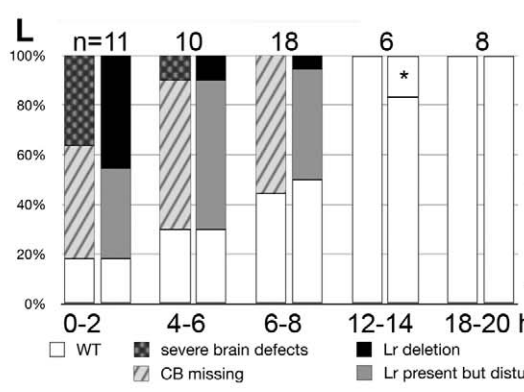 L
n=11 10 18 6 8
100%
*
80%
60%
40%
20%
0%
0-2 4-6 6-8 12-14 18-20 h
WT severe brain defects Lr deletion
CB missing Lr present but distu